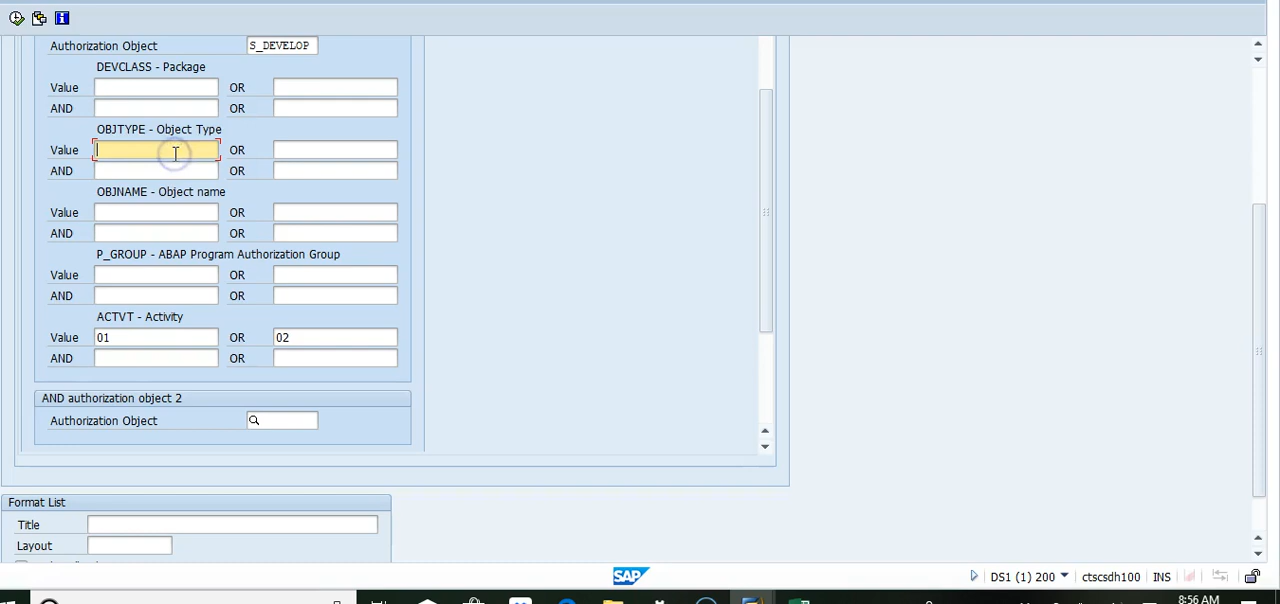 Authorization Object S_DEVELOP
DEVCLASS - Package
Value OR
AND OR
OBJTYPE - Object Type
Value OR
AND OR
OBJNAME - Object name
Value OR
AND OR
P_GROUP - ABAP Program Authorization Group
Value OR
AND OR
ACTVT - Activity
Value 01 OR 02
AND OR
AND authorization object 2
Authorization Object
Format List
Title
Layout
SAP DS1 (1) 200 ctscsdh100 INS
8:56 AM